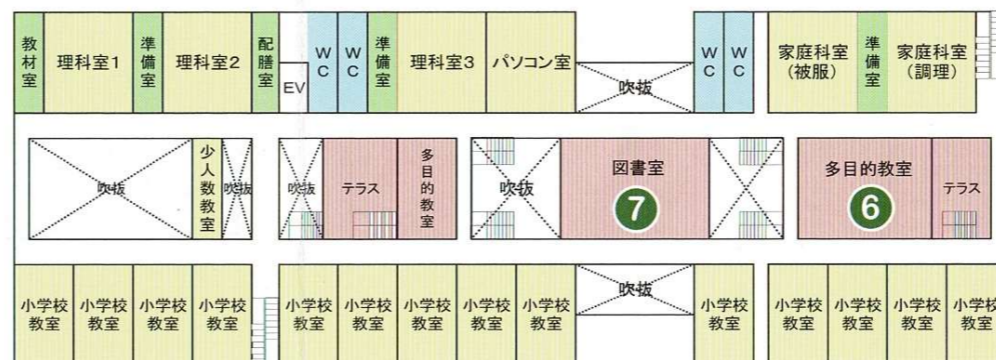 教材室
理科室1
準備室
理科室2
配膳室
EV
WC
WC
準備室
理科室3
パソコン室
吹抜
WC
WC
家庭科室
(被服)
準備室
家庭科室
(調理)
吹抜
少人数教室
吹抜
吹抜
テラス
多目的教室
吹抜
図書室
7
多目的教室
6
テラス
小学校
教室
小学校
教室
小学校
教室
小学校
教室
小学校
教室
小学校
教室
小学校
教室
小学校
教室
小学校
教室
吹抜
小学校
教室
小学校
教室
小学校
教室
小学校
教室
小学校
教室